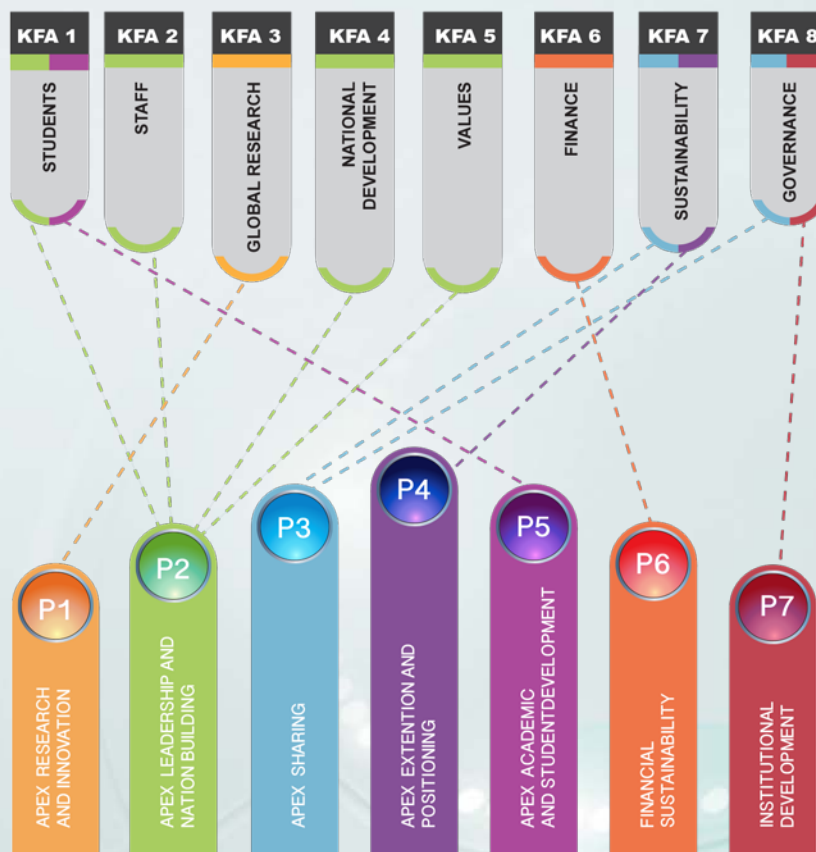 KFA 1
KFA 2
KFA 3
KFA 4
KFA 5
KFA 6
KFA 7
KFA 8
STUDENTS
STAFF
GLOBAL RESEARCH
NATIONAL
DEVELOPMENT
VALUES
FINANCE
SUSTAINABILITY
GOVERNANCE
P1
P2
P3
P4
P5
P6
P7
APEX RESEARCH
AND INNOVATION
APEX LEADERSHIP AND
NATION BUILDING
APEX SHARING
APEX EXTENTION AND
POSITIONING
APEX ACADEMIC
AND STUDENTDEVELOPMENT
FINANCIAL
SUSTAINABILITY
INSTITUTIONAL
DEVELOPMENT